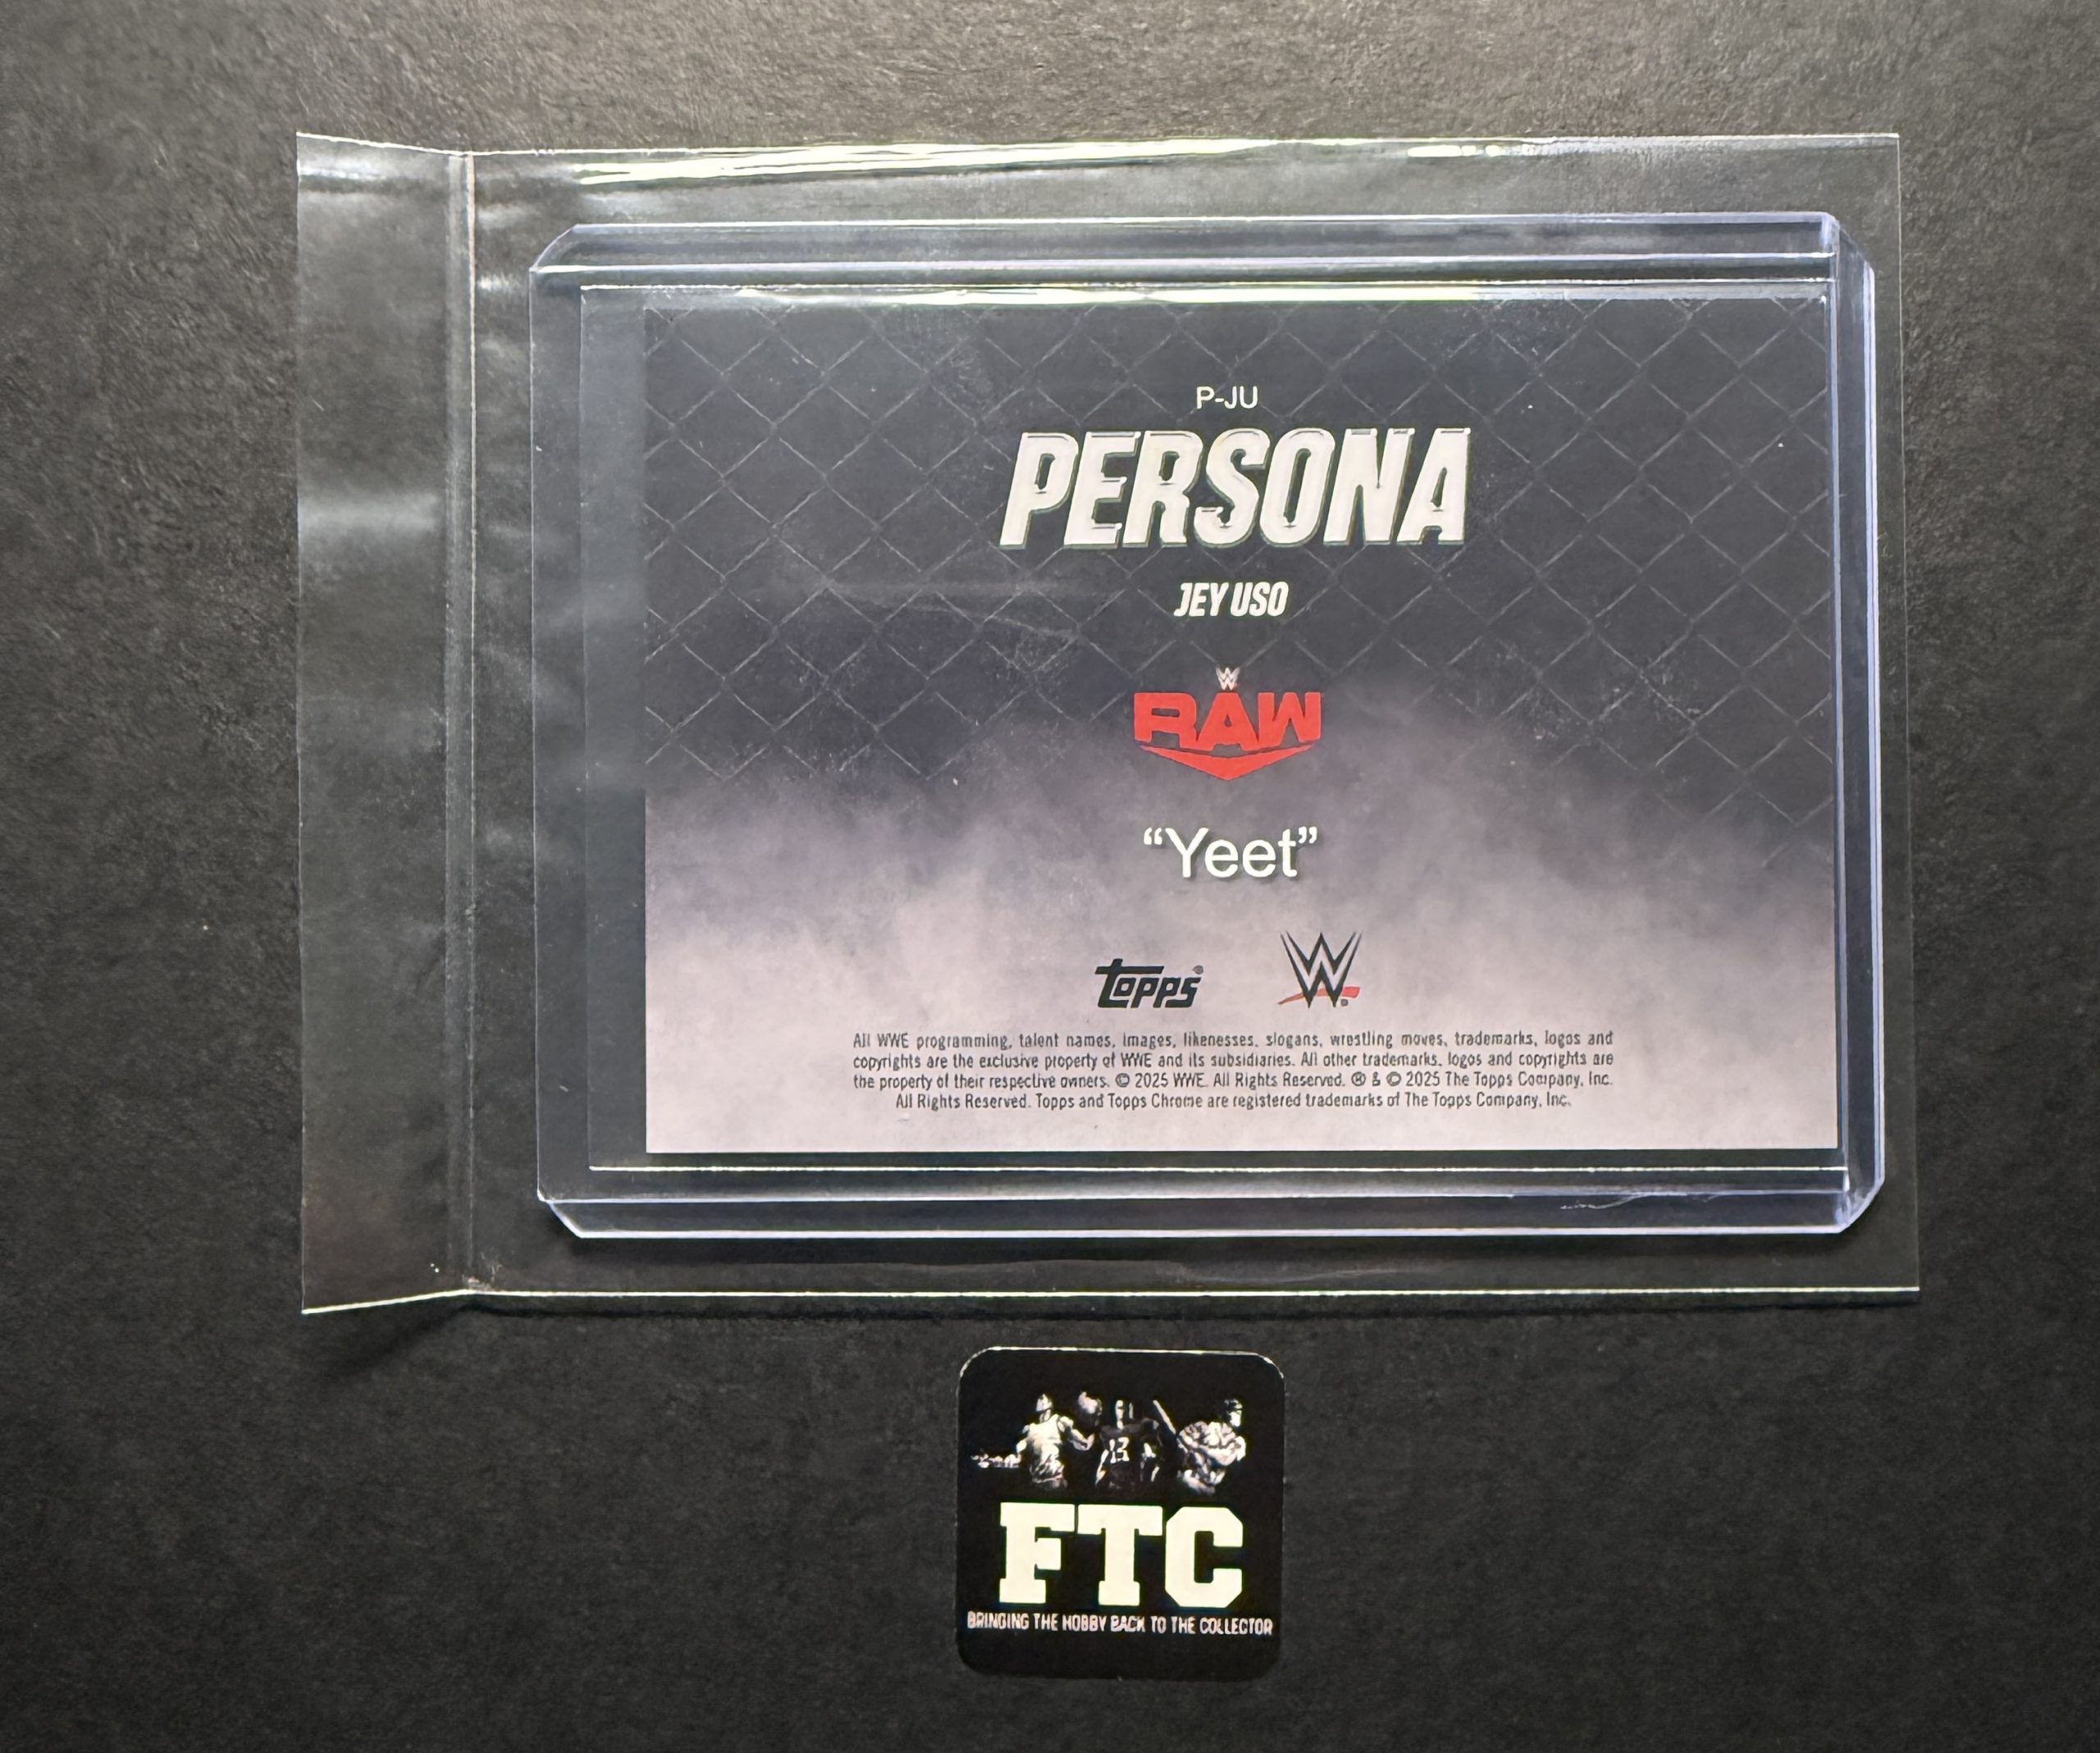 P-JU
PERSONA
JEY USO
W
RAW
“Yeet”
Topps® W®
All WWE programming, talent names, images, likenesses, slogans, wrestling moves, trademarks, logos and
copyrights are the exclusive property of WWE and its subsidiaries. All other trademarks, logos and copyrights are
the property of their respective owners. © 2025 WWE. All Rights Reserved. ® & © 2025 The Topps Company, Inc.
All Rights Reserved. Topps and Topps Chrome are registered trademarks of The Topps Company, Inc.
13
FTC
BRINGING THE HOBBY BACK TO THE COLLECTOR